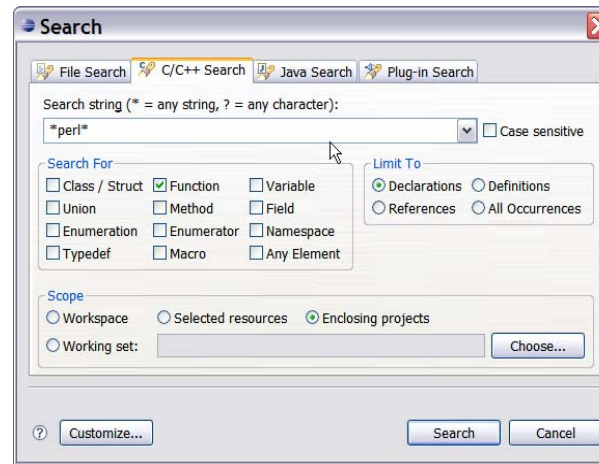 Search
File Search C/C++ Search Java Search Plug-in Search
Search string (* = any string, ? = any character):
*perl* Case sensitive
Search For Limit To
Class / Struct Function Variable Declarations Definitions
Union Method Field References All Occurrences
Enumeration Enumerator Namespace
Typedef Macro Any Element
Scope
Workspace Selected resources Enclosing projects
Working set: Choose...
? Customize... Search Cancel